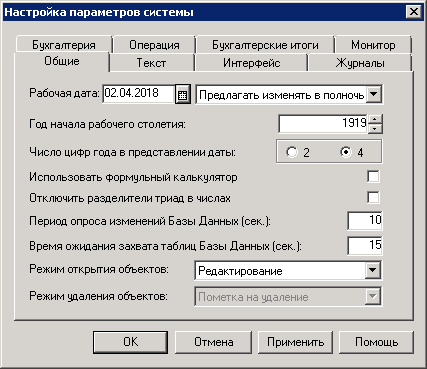 Настройка параметров системы
Бухгалтерия Операция Бухгалтерские итоги Монитор
Общие Текст Интерфейс Журналы
Рабочая дата: 02.04.2018 Предлагать изменять в полночь
Год начала рабочего столетия: 1919
Число цифр года в представлении даты: 2 4
Использовать формульный калькулятор
Отключить разделители триад в числах
Период опроса изменений Базы Данных (сек.): 10
Время ожидания захвата таблиц Базы Данных (сек.): 15
Режим открытия объектов: Редактирование
Режим удаления объектов: Пометка на удаление
OK Отмена Применить Помощь